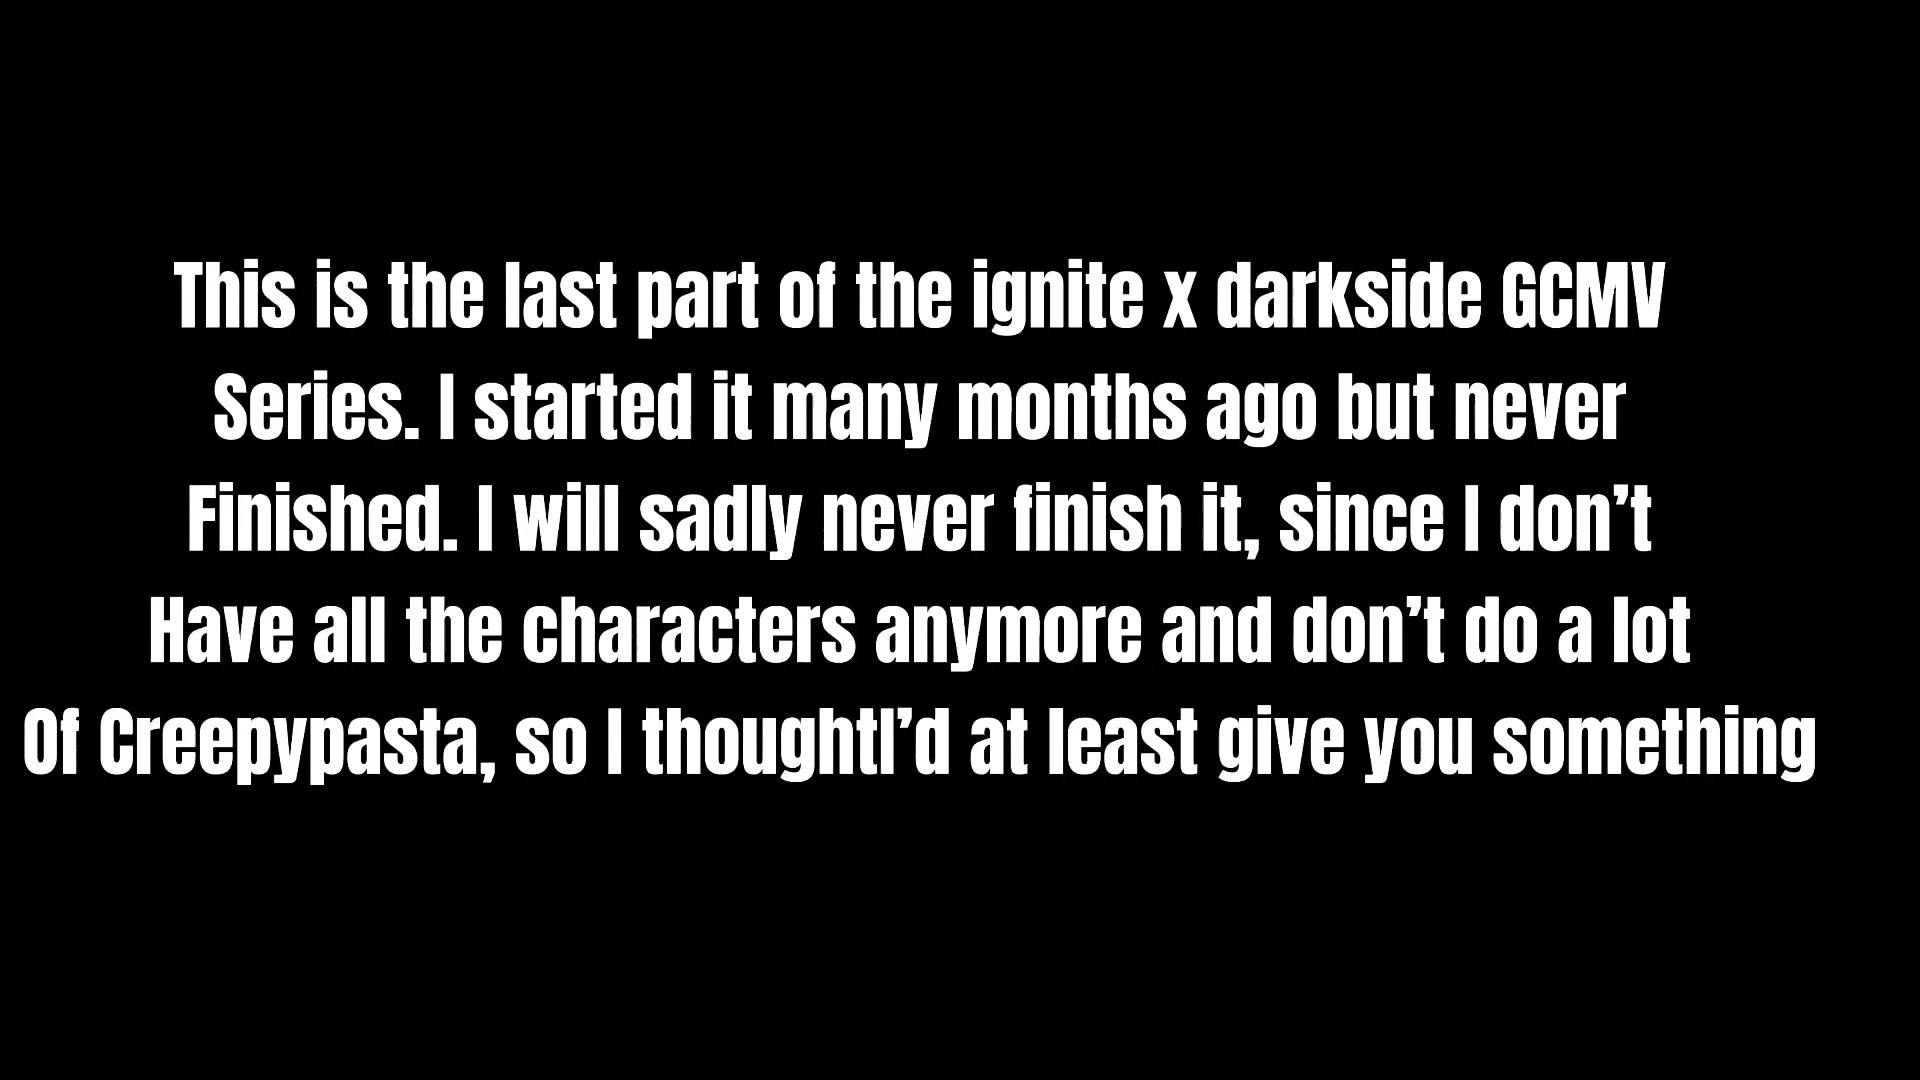 This is the last part of the ignite x darkside GCMV
Series. I started it many months ago but never
Finished. I will sadly never finish it, since I don’t
Have all the characters anymore and don’t do a lot
Of Creepypasta, so I thoughtI’d at least give you something